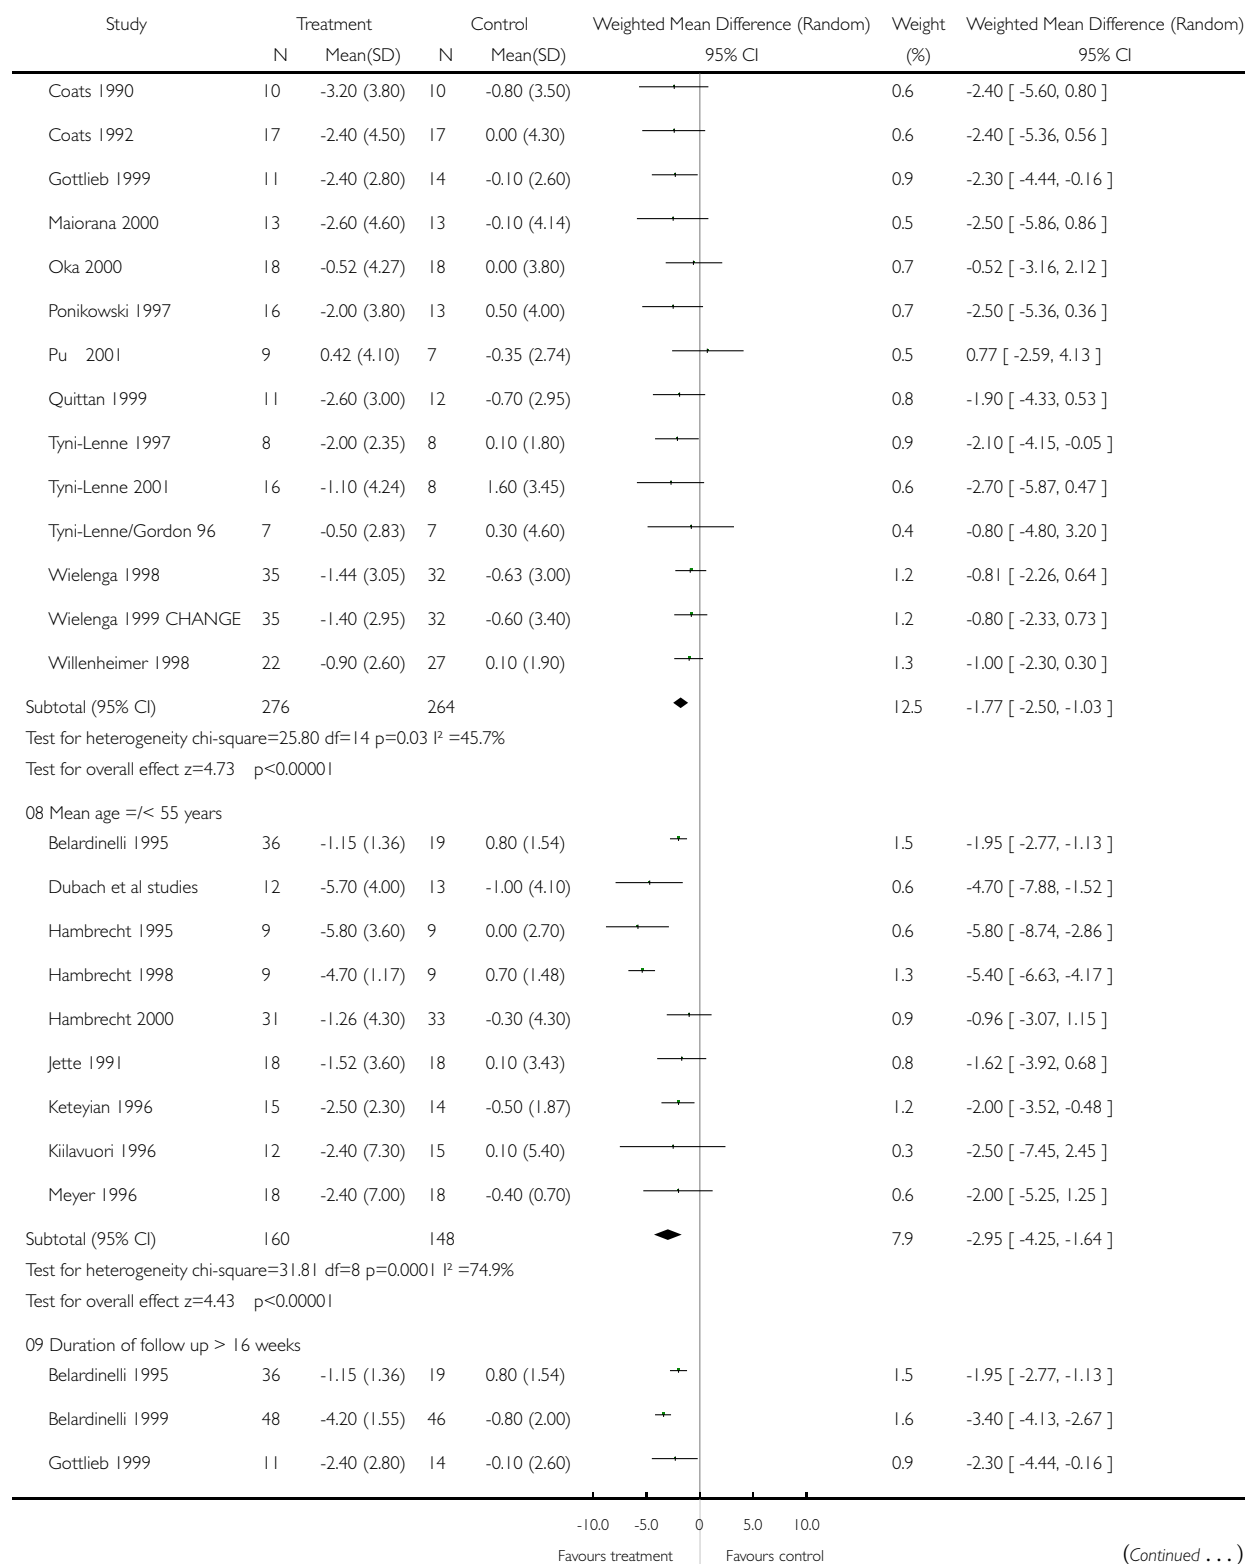 Study Treatment Control Weighted Mean Difference (Random) Weight Weighted Mean Difference (Random)
N Mean(SD) N Mean(SD) 95% CI (%) 95% CI
Coats 1990 10 -3.20 (3.80) 10 -0.80 (3.50) 0.6 -2.40 [ -5.60, 0.80 ]
Coats 1992 17 -2.40 (4.50) 17 0.00 (4.30) 0.6 -2.40 [ -5.36, 0.56 ]
Gottlieb 1999 11 -2.40 (2.80) 14 -0.10 (2.60) 0.9 -2.30 [ -4.44, -0.16 ]
Maiorana 2000 13 -2.60 (4.60) 13 -0.10 (4.14) 0.5 -2.50 [ -5.86, 0.86 ]
Oka 2000 18 -0.52 (4.27) 18 0.00 (3.80) 0.7 -0.52 [ -3.16, 2.12 ]
Ponikowski 1997 16 -2.00 (3.80) 13 0.50 (4.00) 0.7 -2.50 [ -5.36, 0.36 ]
Pu 2001 9 0.42 (4.10) 7 -0.35 (2.74) 0.5 0.77 [ -2.59, 4.13 ]
Quittan 1999 11 -2.60 (3.00) 12 -0.70 (2.95) 0.8 -1.90 [ -4.33, 0.53 ]
Tyni-Lenne 1997 8 -2.00 (2.35) 8 0.10 (1.80) 0.9 -2.10 [ -4.15, -0.05 ]
Tyni-Lenne 2001 16 -1.10 (4.24) 8 1.60 (3.45) 0.6 -2.70 [ -5.87, 0.47 ]
Tyni-Lenne/Gordon 96 7 -0.50 (2.83) 7 0.30 (4.60) 0.4 -0.80 [ -4.80, 3.20 ]
Wielenga 1998 35 -1.44 (3.05) 32 -0.63 (3.00) 1.2 -0.81 [ -2.26, 0.64 ]
Wielenga 1999 CHANGE 35 -1.40 (2.95) 32 -0.60 (3.40) 1.2 -0.80 [ -2.33, 0.73 ]
Willenheimer 1998 22 -0.90 (2.60) 27 0.10 (1.90) 1.3 -1.00 [ -2.30, 0.30 ]
Subtotal (95% CI) 276 264 12.5 -1.77 [ -2.50, -1.03 ]
Test for heterogeneity chi-square=25.80 df=14 p=0.03 I² =45.7%
Test for overall effect z=4.73 p<0.00001
08 Mean age =/< 55 years
Belardinelli 1995 36 -1.15 (1.36) 19 0.80 (1.54) 1.5 -1.95 [ -2.77, -1.13 ]
Dubach et al studies 12 -5.70 (4.00) 13 -1.00 (4.10) 0.6 -4.70 [ -7.88, -1.52 ]
Hambrecht 1995 9 -5.80 (3.60) 9 0.00 (2.70) 0.6 -5.80 [ -8.74, -2.86 ]
Hambrecht 1998 9 -4.70 (1.17) 9 0.70 (1.48) 1.3 -5.40 [ -6.63, -4.17 ]
Hambrecht 2000 31 -1.26 (4.30) 33 -0.30 (4.30) 0.9 -0.96 [ -3.07, 1.15 ]
Jette 1991 18 -1.52 (3.60) 18 0.10 (3.43) 0.8 -1.62 [ -3.92, 0.68 ]
Keteyian 1996 15 -2.50 (2.30) 14 -0.50 (1.87) 1.2 -2.00 [ -3.52, -0.48 ]
Kiilavuori 1996 12 -2.40 (7.30) 15 0.10 (5.40) 0.3 -2.50 [ -7.45, 2.45 ]
Meyer 1996 18 -2.40 (7.00) 18 -0.40 (0.70) 0.6 -2.00 [ -5.25, 1.25 ]
Subtotal (95% CI) 160 148 7.9 -2.95 [ -4.25, -1.64 ]
Test for heterogeneity chi-square=31.81 df=8 p=0.0001 I² =74.9%
Test for overall effect z=4.43 p<0.00001
09 Duration of follow up > 16 weeks
Belardinelli 1995 36 -1.15 (1.36) 19 0.80 (1.54) 1.5 -1.95 [ -2.77, -1.13 ]
Belardinelli 1999 48 -4.20 (1.55) 46 -0.80 (2.00) 1.6 -3.40 [ -4.13, -2.67 ]
Gottlieb 1999 11 -2.40 (2.80) 14 -0.10 (2.60) 0.9 -2.30 [ -4.44, -0.16 ]
-10.0 -5.0 0 5.0 10.0
Favours treatment Favours control (Continued . . . )